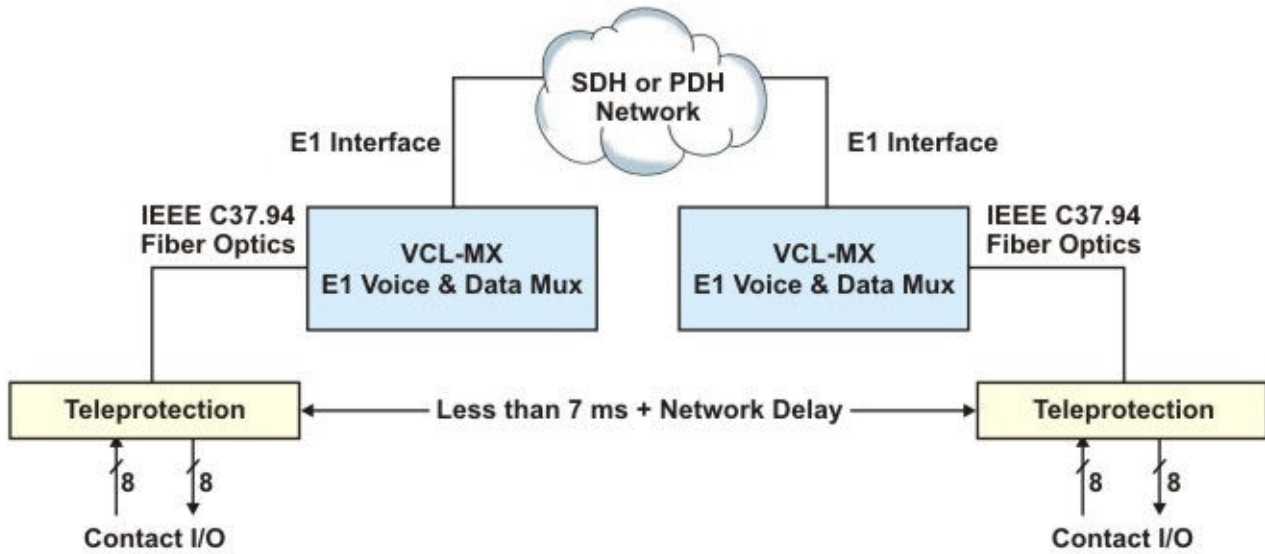 SDH or PDH
Network
E1 Interface
E1 Interface
IEEE C37.94
Fiber Optics
VCL-MX
E1 Voice & Data Mux
VCL-MX
E1 Voice & Data Mux
IEEE C37.94
Fiber Optics
Teleprotection
Less than 7 ms + Network Delay
Teleprotection
8
8
8
8
Contact I/O
Contact I/O